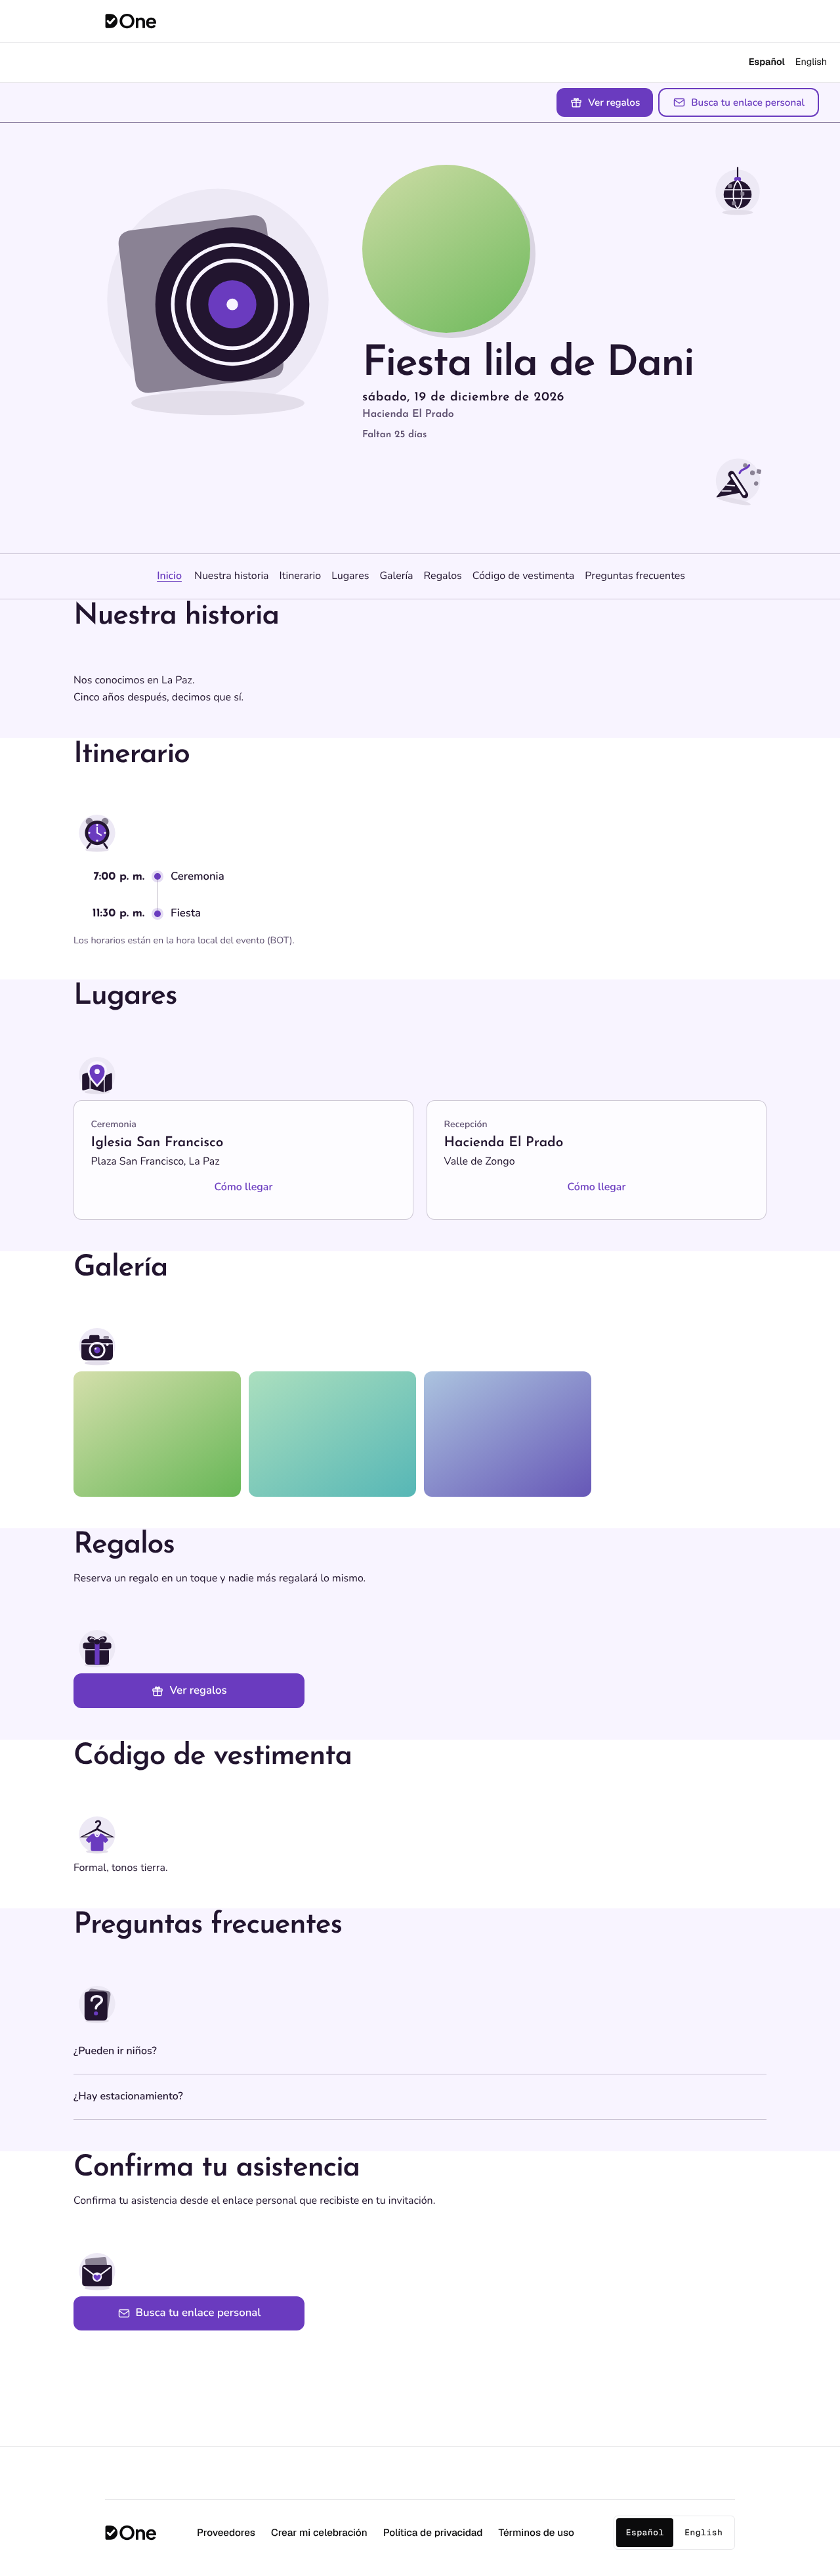 One
Español English
Ver regalos Busca tu enlace personal
Fiesta lila de Dani
sábado, 19 de diciembre de 2026
Hacienda El Prado
Faltan 25 días
Inicio Nuestra historia Itinerario Lugares Galería Regalos Código de vestimenta Preguntas frecuentes
Nuestra historia
Nos conocimos en La Paz.
Cinco años después, decimos que sí.
Itinerario
7:00 p. m. Ceremonia
11:30 p. m. Fiesta
Los horarios están en la hora local del evento (BOT).
Lugares
Ceremonia
Iglesia San Francisco
Plaza San Francisco, La Paz
Cómo llegar
Recepción
Hacienda El Prado
Valle de Zongo
Cómo llegar
Galería
Regalos
Reserva un regalo en un toque y nadie más regalará lo mismo.
Ver regalos
Código de vestimenta
Formal, tonos tierra.
Preguntas frecuentes
?
¿Pueden ir niños?
¿Hay estacionamiento?
Confirma tu asistencia
Confirma tu asistencia desde el enlace personal que recibiste en tu invitación.
Busca tu enlace personal
One Proveedores Crear mi celebración Política de privacidad Términos de uso Español English